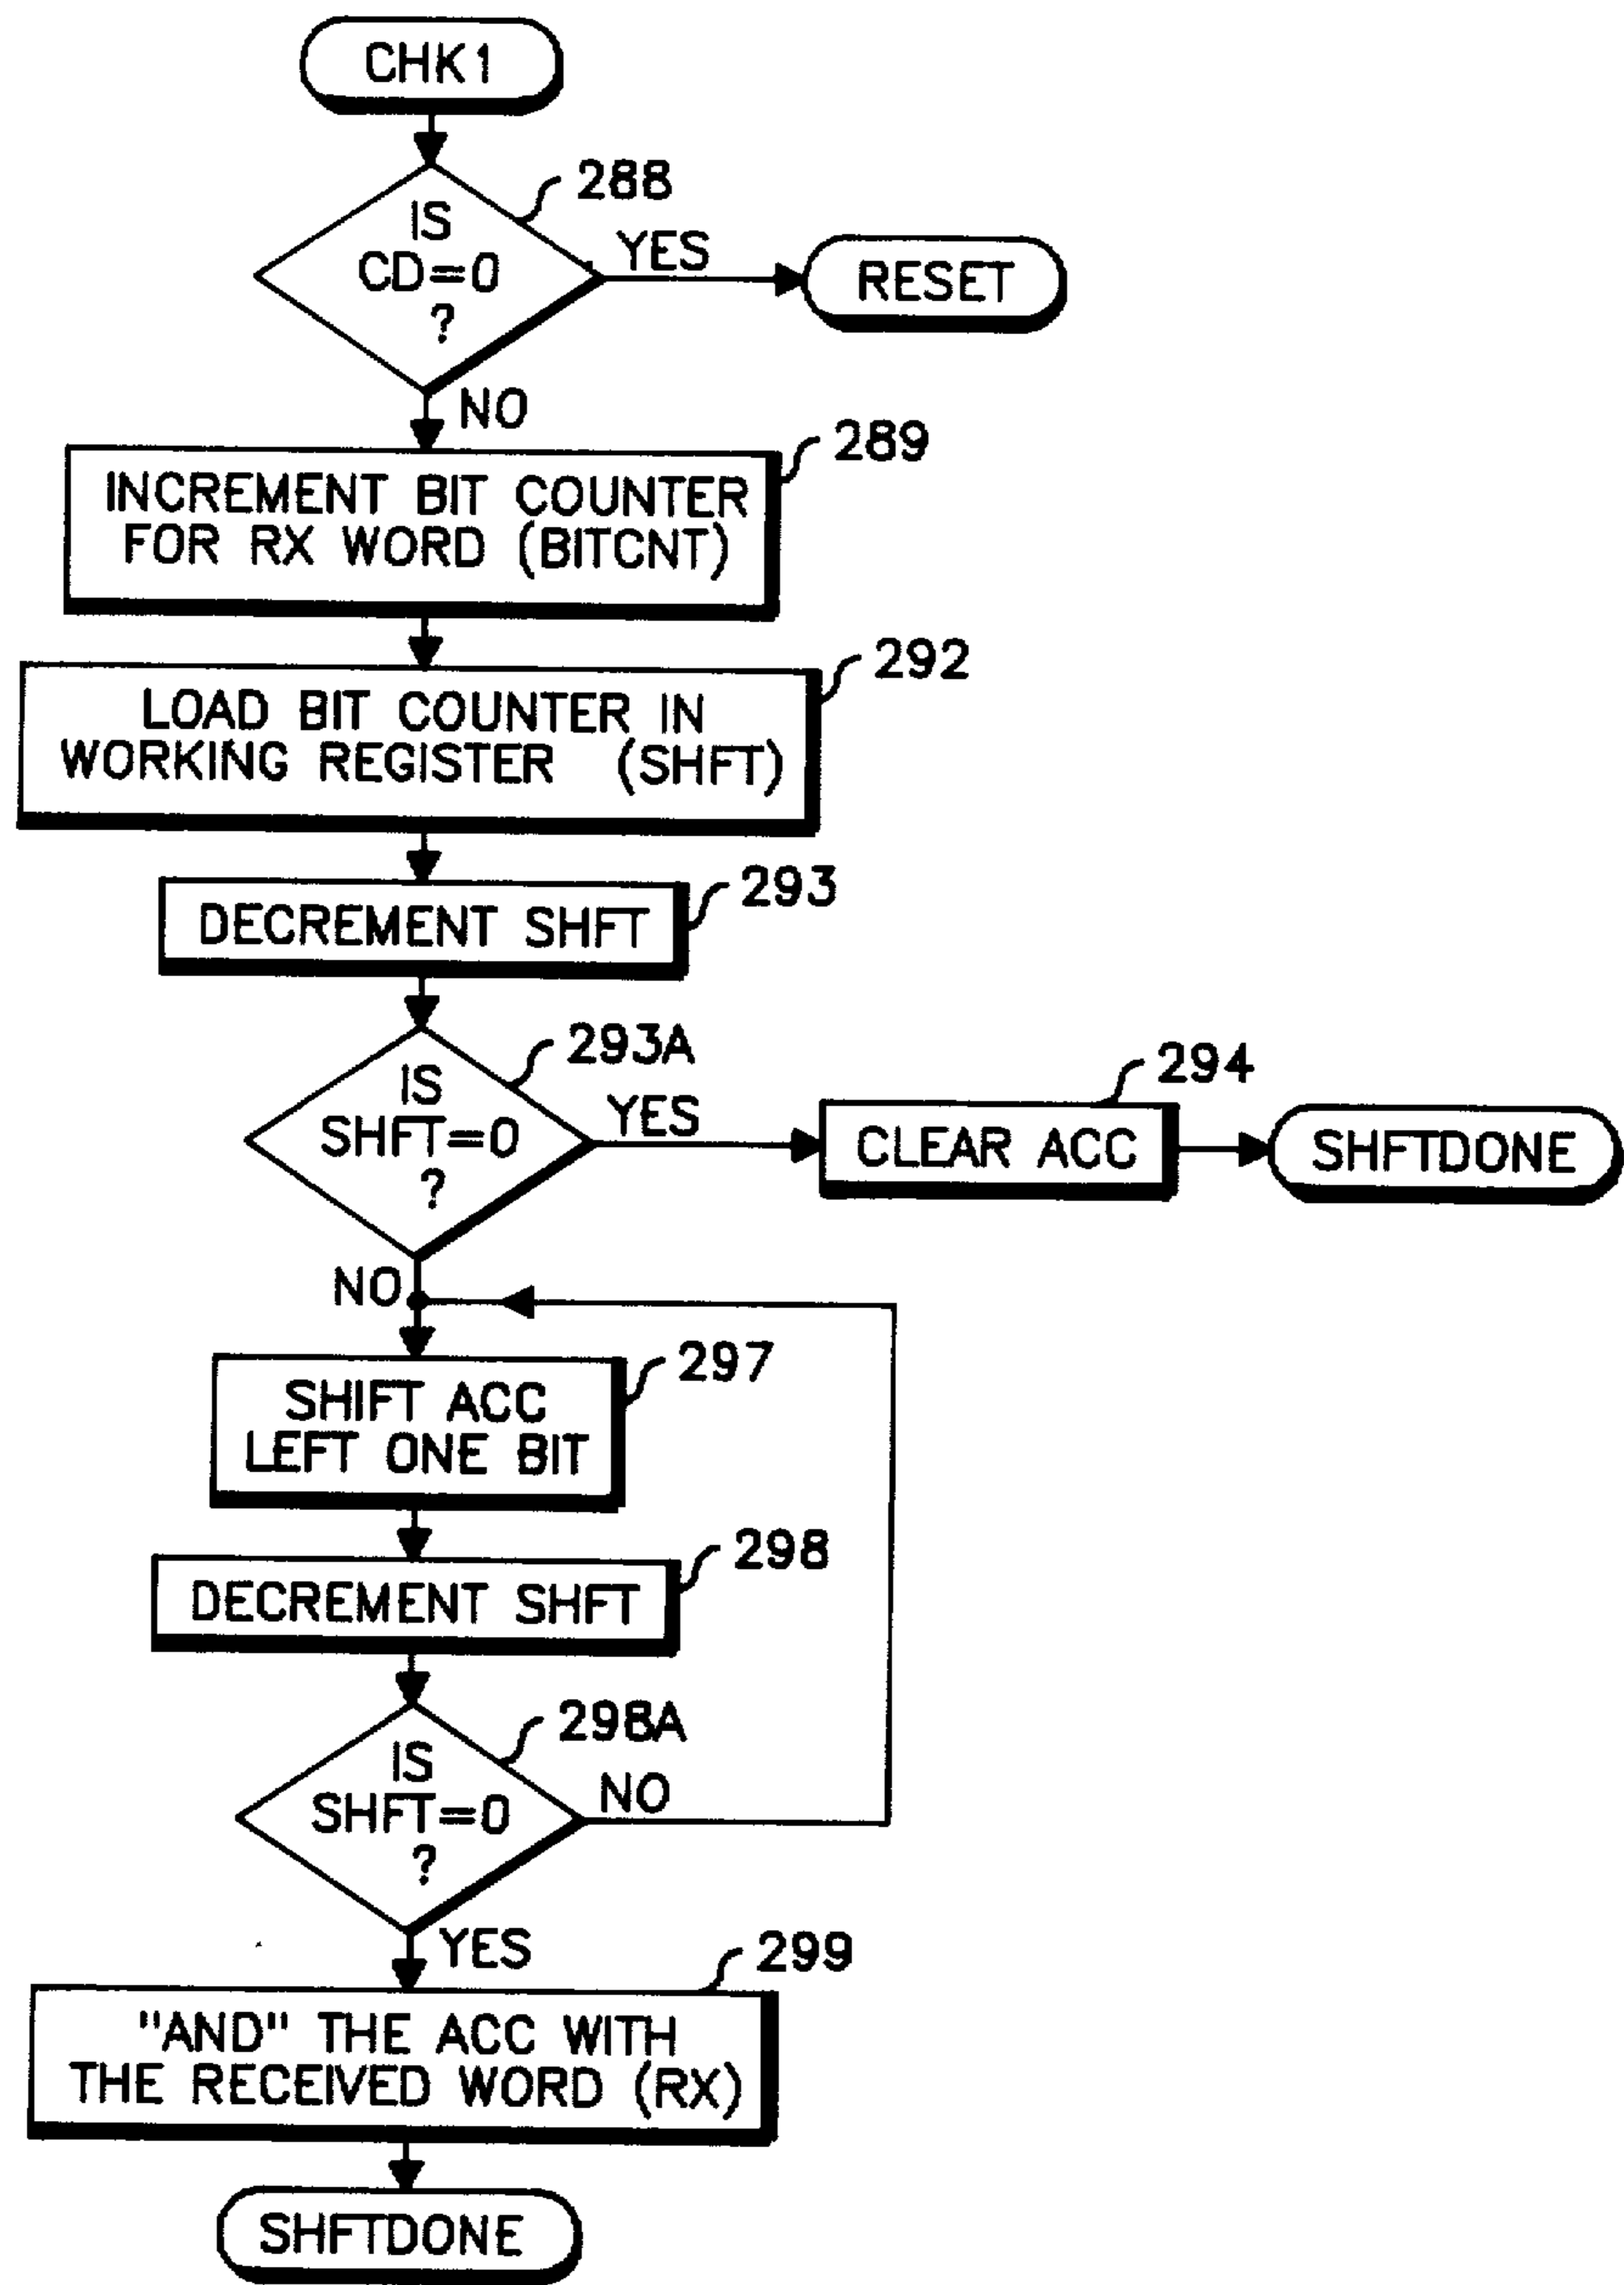 CHK1
288
IS
CD=0
?
YES
RESET
NO
289
INCREMENT BIT COUNTER
FOR RX WORD (BITCNT)
292
LOAD BIT COUNTER IN
WORKING REGISTER (SHFT)
293
DECREMENT SHFT
293A
IS
SHFT=0
?
YES
294
CLEAR ACC
SHFTDONE
NO
297
SHIFT ACC
LEFT ONE BIT
298
DECREMENT SHFT
298A
IS
SHFT=0
?
NO
YES
299
"AND" THE ACC WITH
THE RECEIVED WORD (RX)
SHFTDONE